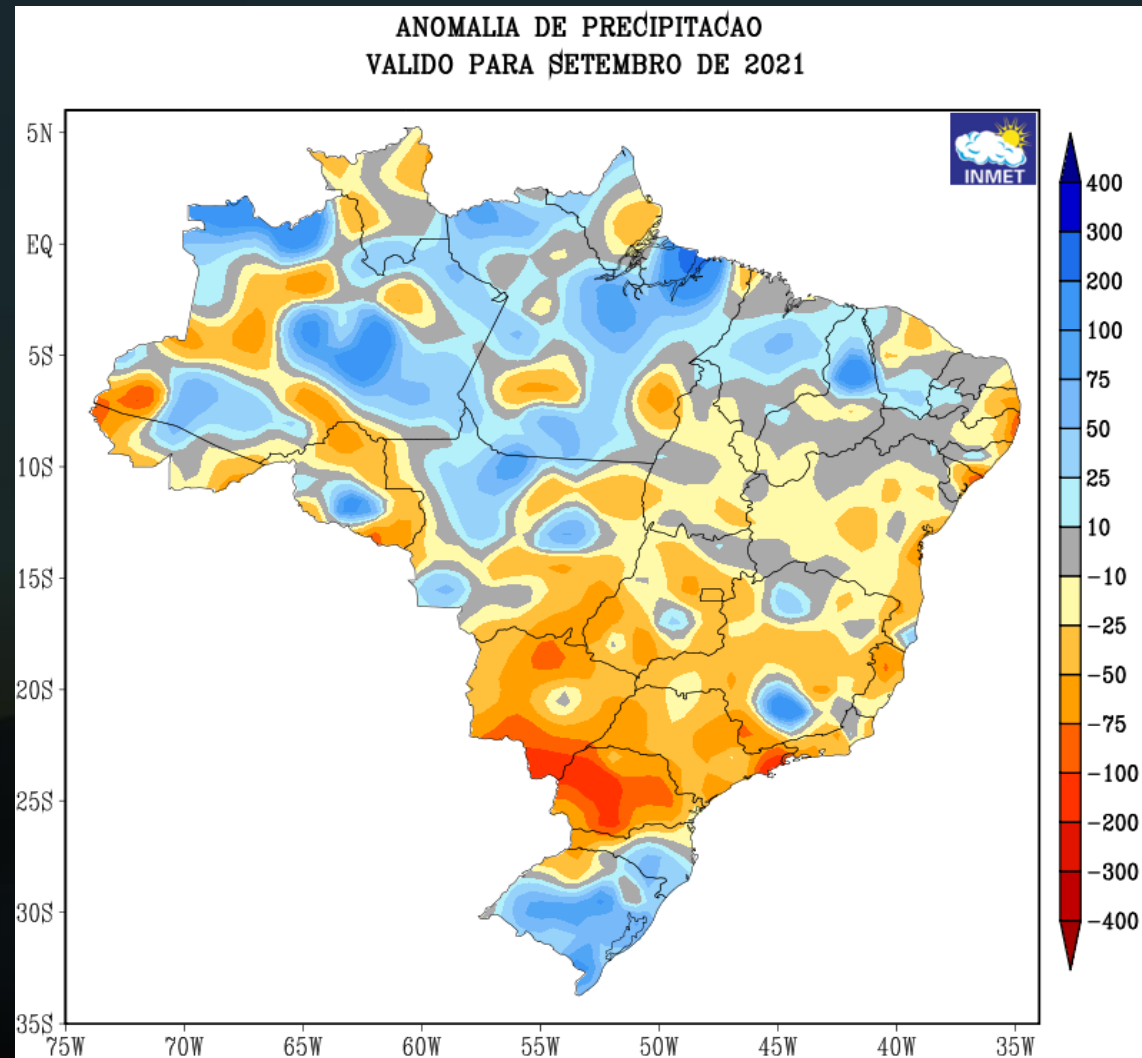 ANOMALIA DE PRECIPITACAO
VALIDO PARA SETEMBRO DE 2021
INMET
5N
EQ
5S
10S
15S
20S
25S
30S
35S
75W
70W
65W
60W
55W
50W
45W
40W
35W
400
300
200
100
75
50
25
10
-10
-25
-50
-75
-100
-200
-300
-400